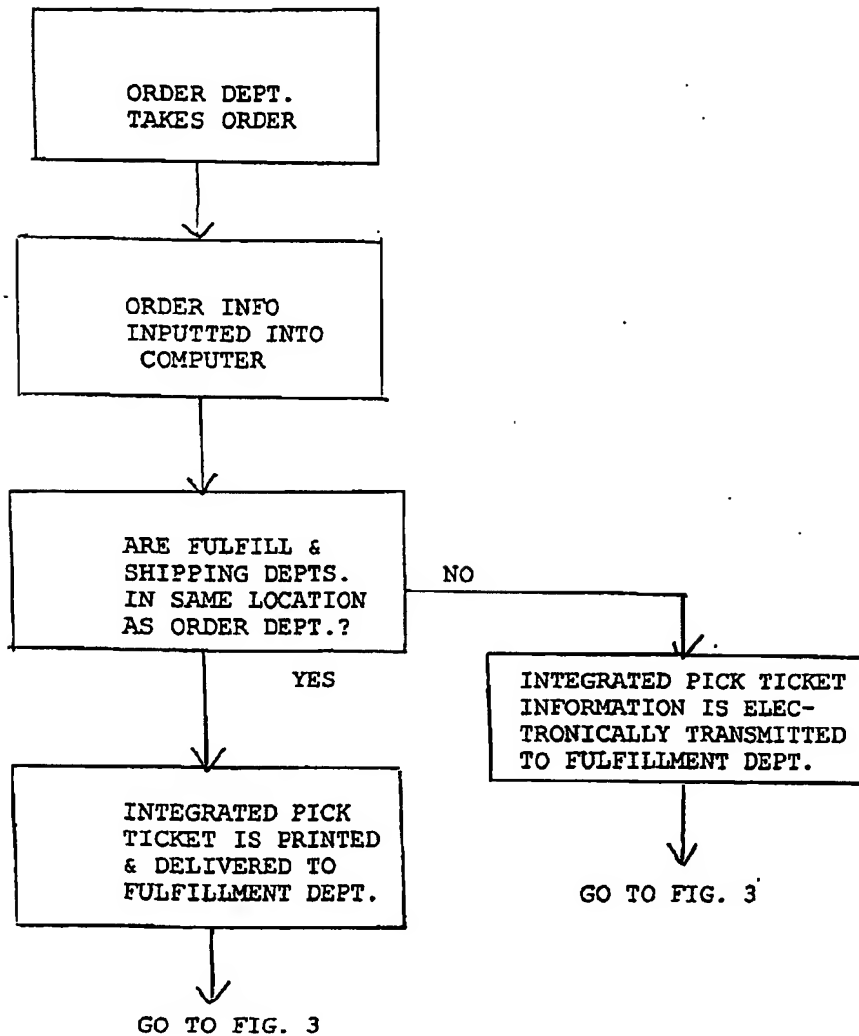 ORDER DEPT.
TAKES ORDER
ORDER INFO
INPUTTED INTO
COMPUTER
ARE FULFILL &
SHIPPING DEPTS.
IN SAME LOCATION
AS ORDER DEPT.?
NO
YES
INTEGRATED PICK TICKET
INFORMATION IS ELEC-
TRONICALLY TRANSMITTED
TO FULFILLMENT DEPT.
INTEGRATED PICK
TICKET IS PRINTED
& DELIVERED TO
FULFILLMENT DEPT.
GO TO FIG. 3
GO TO FIG. 3